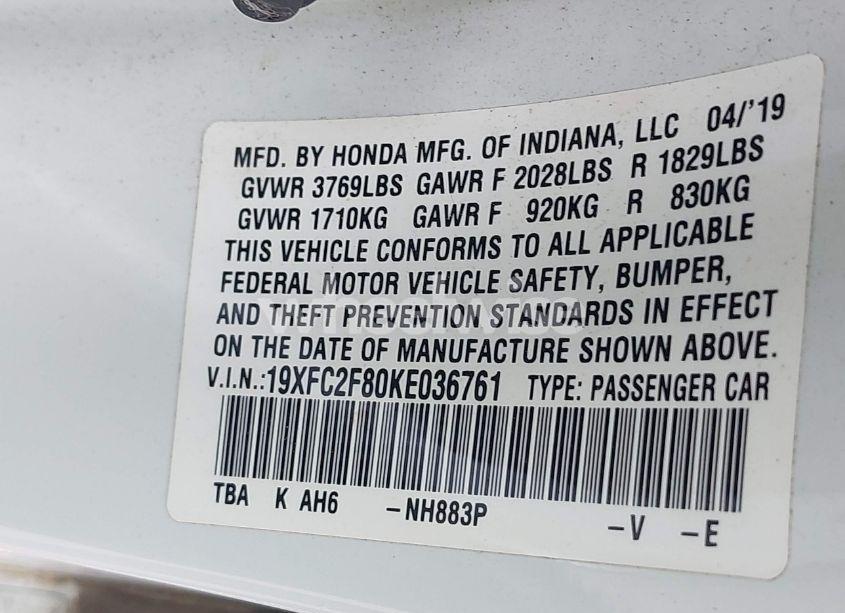 MFD. BY HONDA MFG. OF INDIANA, LLC 04/'19
GVWR 3769LBS GAWR F 2028LBS R 1829LBS
GVWR 1710KG GAWR F 920KG R 830KG
THIS VEHICLE CONFORMS TO ALL APPLICABLE
FEDERAL MOTOR VEHICLE SAFETY, BUMPER,
AND THEFT PREVENTION STANDARDS IN EFFECT
ON THE DATE OF MANUFACTURE SHOWN ABOVE.
V.I.N.:19XFC2F80KE036761 TYPE: PASSENGER CAR
TBA K AH6 -NH883P -V -E